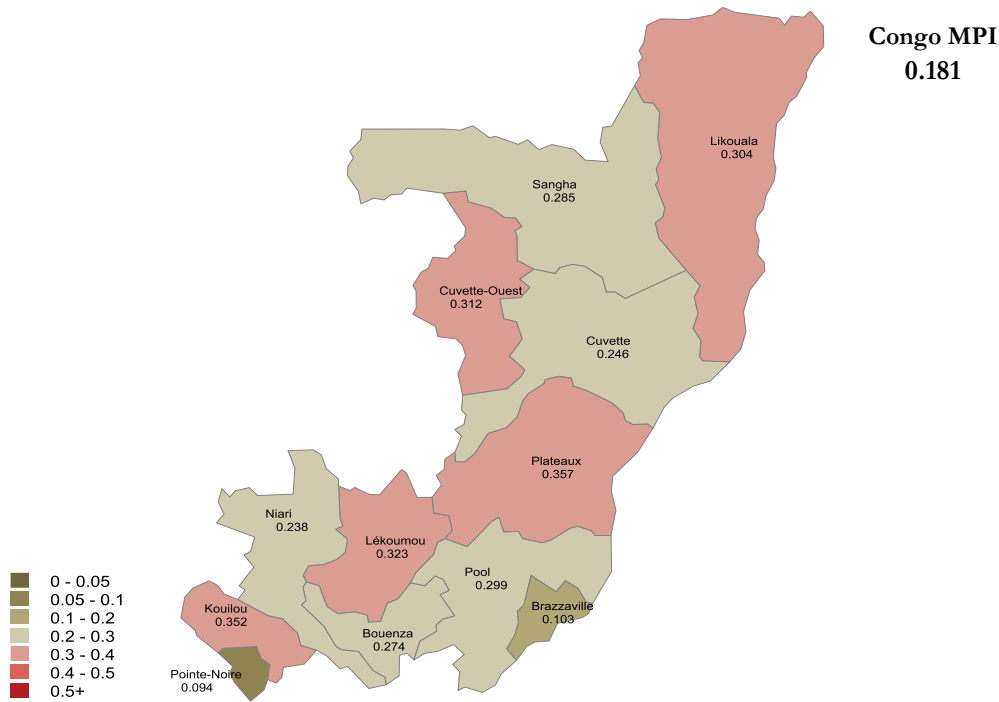 Congo MPI
0.181
Likouala
0.304
Sangha
0.285
Cuvette-Ouest
0.312
Cuvette
0.246
Plateaux
0.357
Niari
0.238
Lékoumou
0.323
Pool
0.299
Brazzaville
0.103
Kouilou
0.352
Bouenza
0.274
Pointe-Noire
0.094
0 - 0.05
0.05 - 0.1
0.1 - 0.2
0.2 - 0.3
0.3 - 0.4
0.4 - 0.5
0.5+